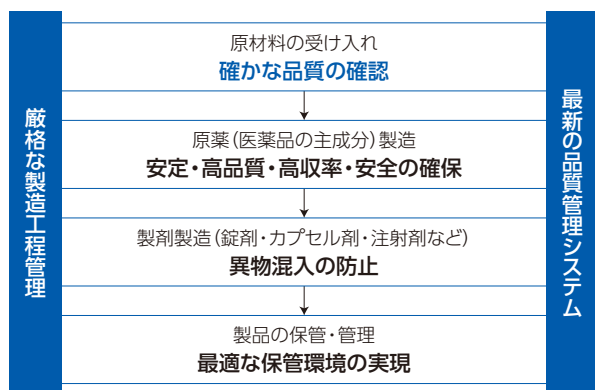 厳格な製造工程管理
原材料の受け入れ
確かな品質の確認
原薬(医薬品の主成分)製造
安定・高品質・高収率・安全の確保
製剤製造(錠剤・カプセル剤・注射剤など)
異物混入の防止
製品の保管・管理
最適な保管環境の実現
最新の品質管理システム